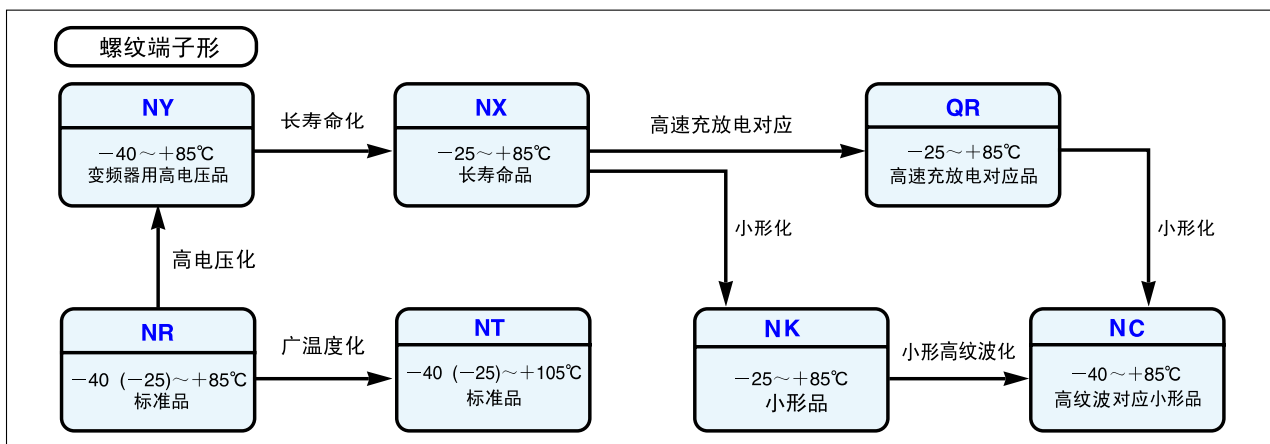 螺纹端子形
NY
－40～＋85℃
变频器用高电压品
长寿命化
NX
－25～＋85℃
长寿命品
高速充放电对应
QR
－25～＋85℃
高速充放电对应品
高电压化
小形化
小形化
NR
－40 (－25)～＋85℃
标准品
广温度化
NT
－40 (－25)～＋105℃
标准品
NK
－25～＋85℃
小形品
小形高纹波化
NC
－40～＋85℃
高纹波对应小形品